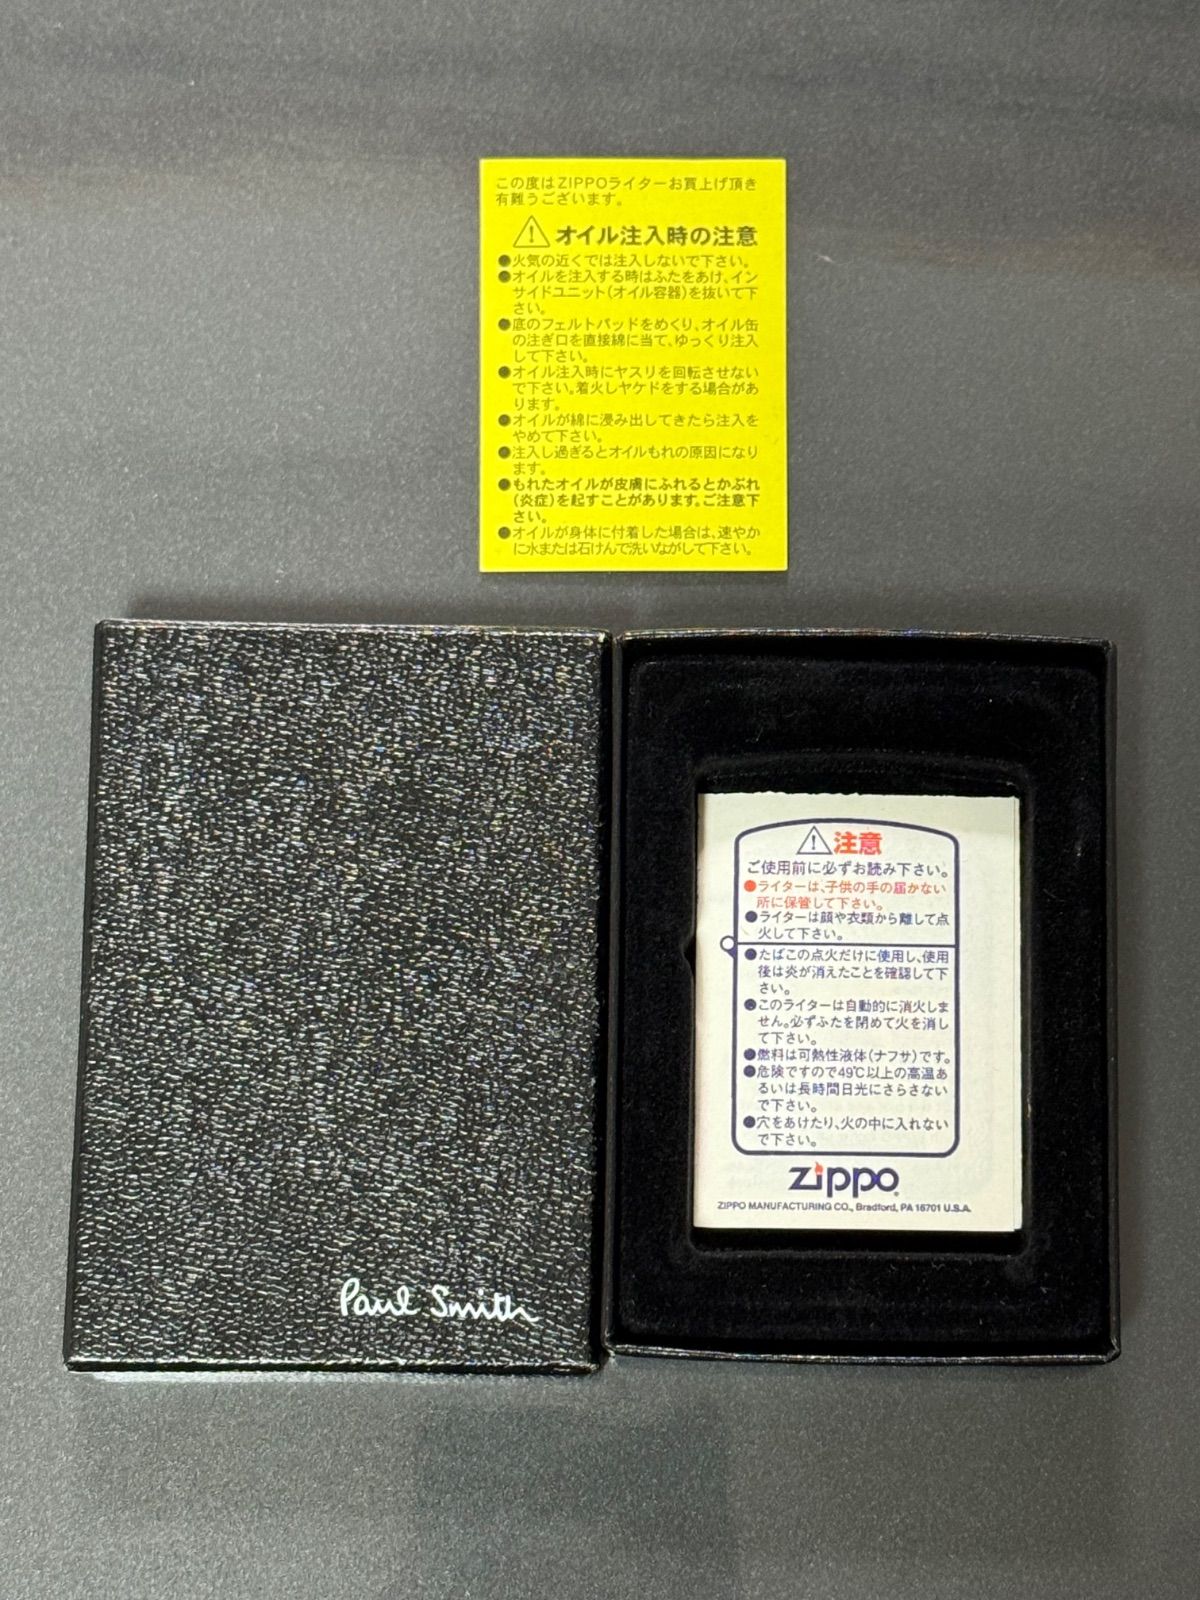 この度はZIPPOライターお買上げ頂き
有難うございます。
オイル注入時の注意
●火気の近くでは注入しないで下さい。
●オイルを注入する時はふたをあけ、イン
サイドユニット(オイル容器)を抜いて下
さい。
●底のフェルトパッドをめくり、オイル缶
の注ぎ口を直接綿に当て、ゆっくり注入
して下さい。
●オイル注入時にヤスリを回転させない
で下さい。着火しヤケドをする場合があ
ります。
●オイルが綿に浸み出してきたら注入を
やめて下さい。
●注入し過ぎるとオイルもれの原因になり
ます。
●もれたオイルが皮膚にふれるとかぶれ
(炎症)を起すことがあります。ご注意下
さい。
●オイルが身体に付着した場合は、速やか
に水または石けんで洗いながして下さい。
Paul Smith
注意
ご使用前に必ずお読み下さい。
●ライターは、子供の手の届かない
所に保管して下さい。
●ライターは顔や衣類から離して点
火して下さい。
●たばこの点火だけに使用し、使用
後は炎が消えたことを確認して下
さい。
●このライターは自動的に消火しま
せん。必ずふたを閉めて火を消し
て下さい。
●燃料は可熱性液体(ナフサ)です。
●危険ですので49℃以上の高温あ
るいは長時間日光にさらさない
で下さい。
●穴をあけたり、火の中に入れない
で下さい。
zippo
ZIPPO MANUFACTURING CO., Bradford, PA 16701 U.S.A.